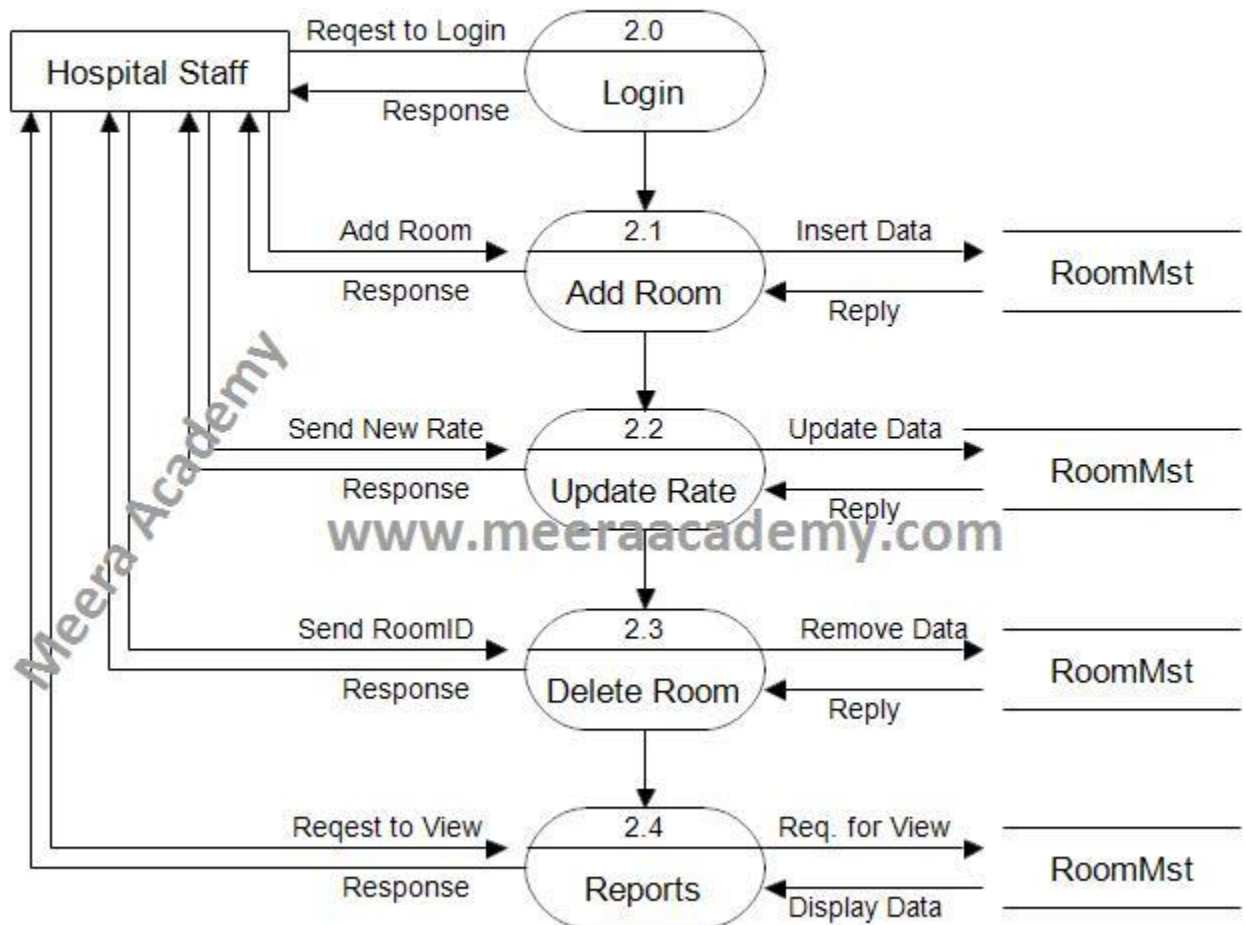 Reqest to Login
2.0
Hospital Staff
Login
Response
Add Room
2.1
Insert Data
Response
Add Room
Reply
RoomMst
Send New Rate
2.2
Update Data
Response
Update Rate
Reply
RoomMst
Meera Academy
www.meeraacademy.com
Send RoomID
2.3
Remove Data
Response
Delete Room
Reply
RoomMst
Reqest to View
2.4
Req. for View
Response
Reports
Display Data
RoomMst